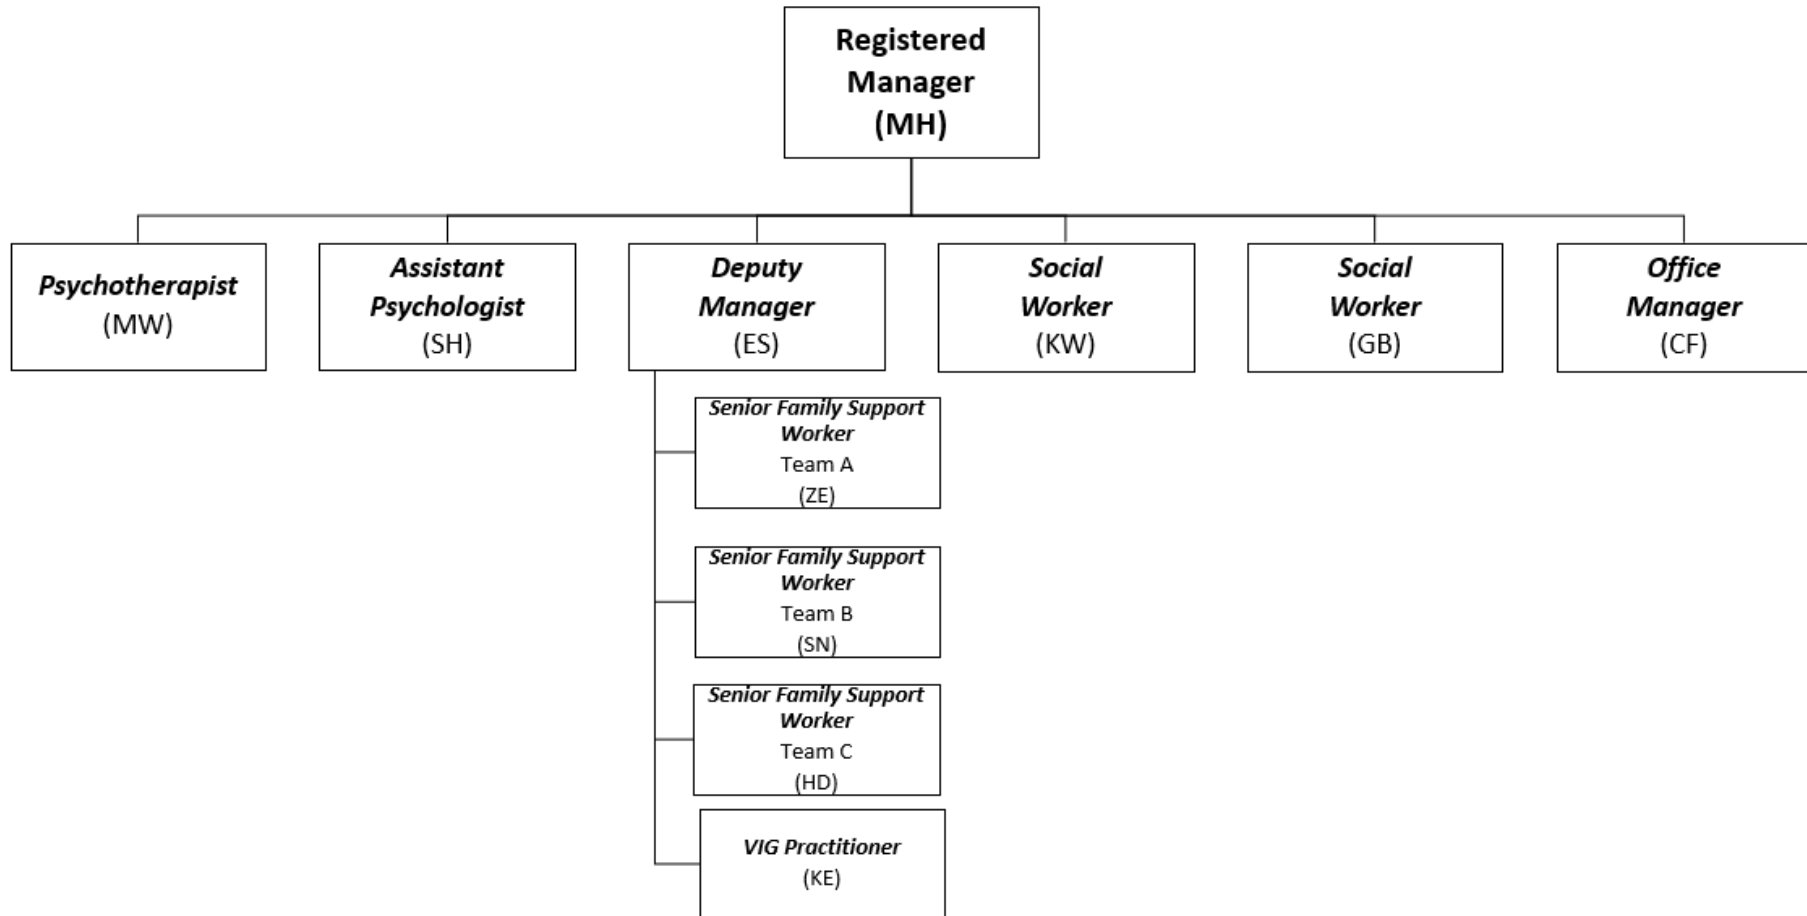 Registered
Manager
(MH)
Psychotherapist
(MW)
Assistant
Psychologist
(SH)
Deputy
Manager
(ES)
Social
Worker
(KW)
Social
Worker
(GB)
Office
Manager
(CF)
Senior Family Support
Worker
Team A
(ZE)
Senior Family Support
Worker
Team B
(SN)
Senior Family Support
Worker
Team C
(HD)
VIG Practitioner
(KE)